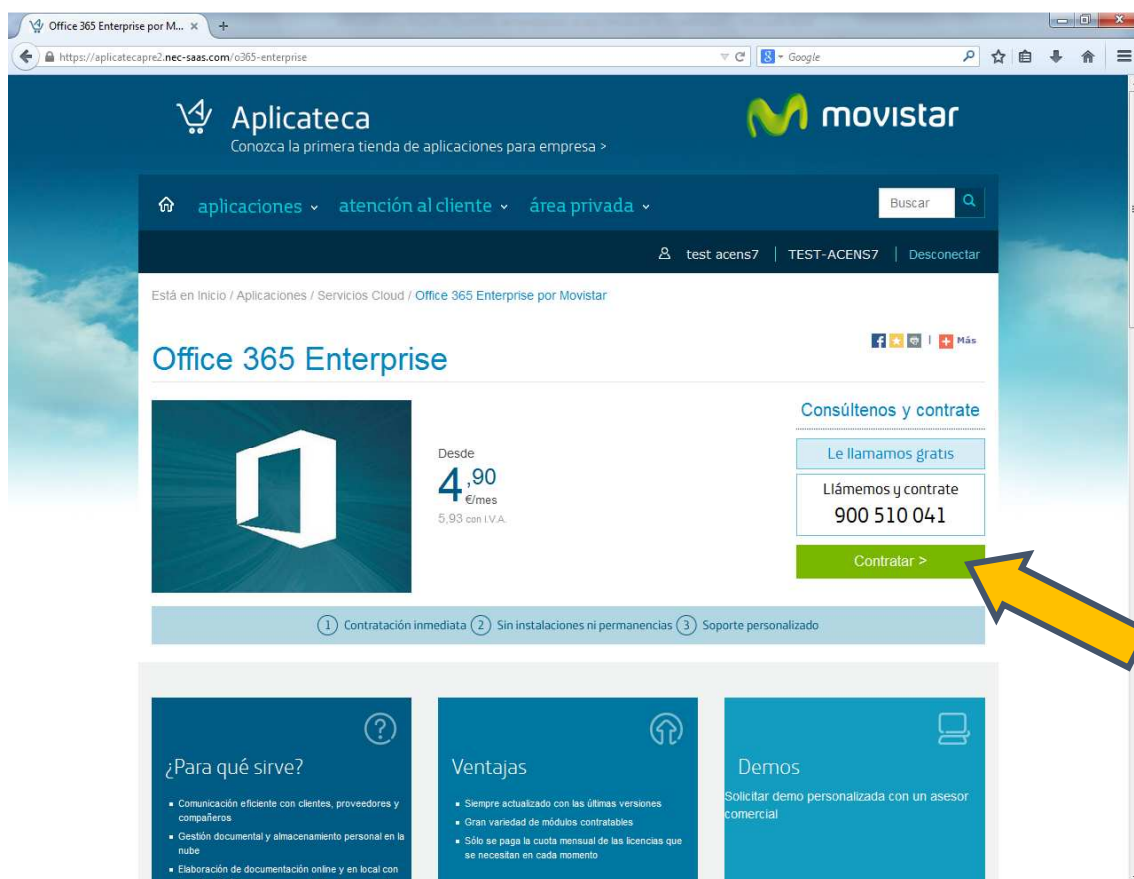 Office 365 Enterprise por M...
https://aplicatecapre2.nec-saas.com/o365-enterprise
Google
Aplicateca
Conozca la primera tienda de aplicaciones para empresa >
movistar
aplicaciones
atención al cliente
área privada
Buscar
test acens7 | TEST-ACENS7 | Desconectar
Está en Inicio / Aplicaciones / Servicios Cloud / Office 365 Enterprise por Movistar
Más
Office 365 Enterprise
Desde
4,90
€/mes
5,93 con I.V.A.
Consúltenos y contrate
Le llamamos gratis
Llámemos y contrate
900 510 041
Contratar >
1 Contratación inmediata 2 Sin instalaciones ni permanencias 3 Soporte personalizado
¿Para qué sirve?
Comunicación eficiente con clientes, proveedores y
compañeros
Gestión documental y almacenamiento personal en la
nube
Elaboración de documentación online y en local con
Ventajas
Siempre actualizado con las últimas versiones
Gran variedad de módulos contratables
Sólo se paga la cuota mensual de las licencias que
se necesitan en cada momento
Demos
Solicitar demo personalizada con un asesor
comercial